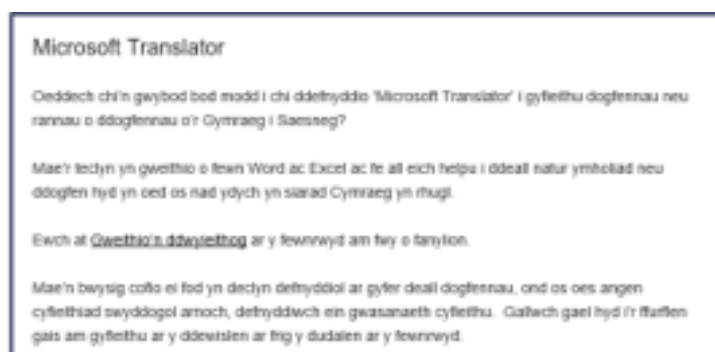 Microsoft Translator
Oeddech chi'n gwybod bod modd i chi ddefnyddio 'Microsoft Translator' i gyfieithu dogfennau neu
rannau o ddogfennau o'r Gymraeg i Saesneg?
Mae'r teclyn yn gweithio o fewn Word ac Excel ac fe all eich helpu i ddeall natur ymholiad neu
ddogfen hyd yn oed os nad ydych yn siarad Cymraeg yn rhugl.
Ewch at Gweithio'n ddwyieithog ar y fewnrwyd am fwy o fanylion.
Mae'n bwysig cofio ei fod yn declyn defnyddiol ar gyfer deall dogfennau, ond os oes angen
cyfieithiad swyddogol arnoch, defnyddiwch ein gwasanaeth cyfieithu. Gallwch gael hyd i'r ffurflen
gais am gyfieithu ar y ddewislen ar frig y dudalen ar y fewnrwyd.